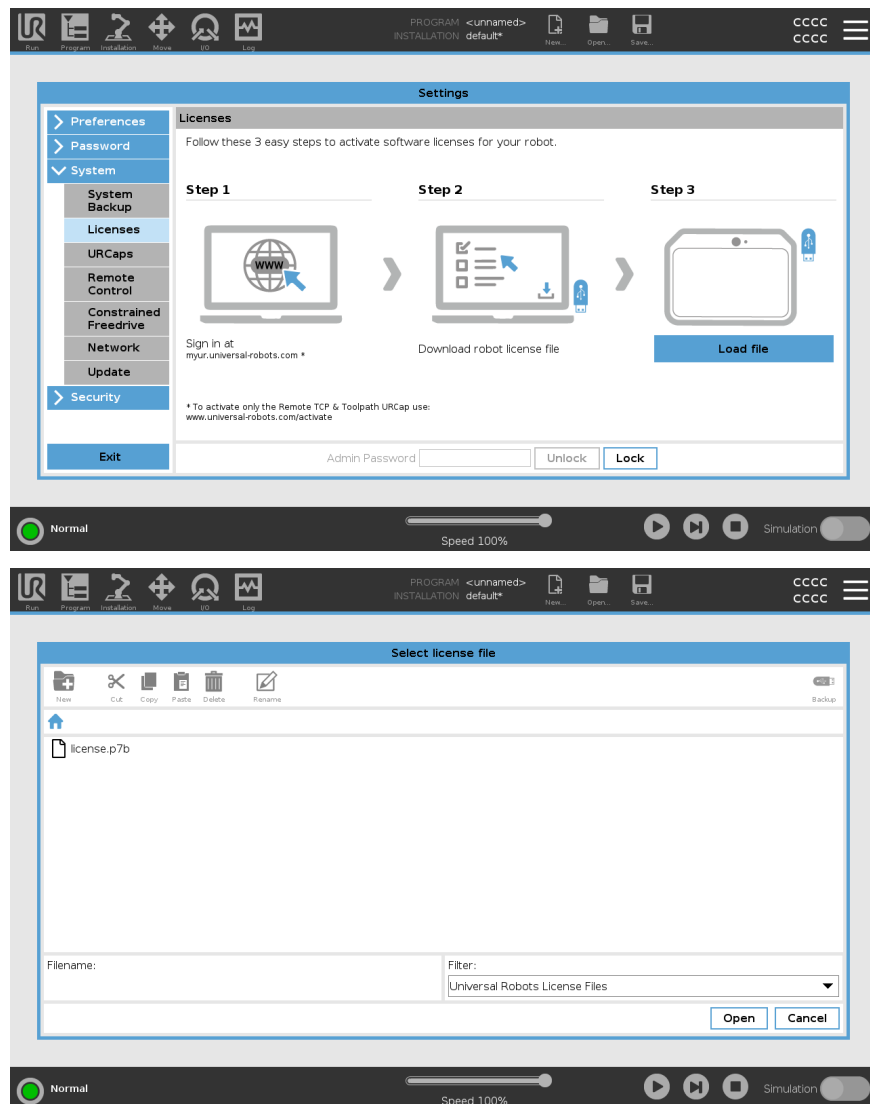 PROGRAM <unnamed>
INSTALLATION default*
CCCC
CCCC
Run Program Installation Move I/O Log New... Open... Save...
Settings
Preferences
Password
System
System
Backup
Licenses
URCaps
Remote
Control
Constrained
Freedrive
Network
Update
Security
Exit
Licenses
Follow these 3 easy steps to activate software licenses for your robot.
Step 1
Step 2
Step 3
WWW
Sign in at
myur.universal-robots.com *
Download robot license file
Load file
* To activate only the Remote TCP & Toolpath URCap use:
www.universal-robots.com/activate
Admin Password Unlock Lock
Normal
Speed 100%
Simulation
PROGRAM <unnamed>
INSTALLATION default*
CCCC
CCCC
Run Program Installation Move I/O Log New... Open... Save...
Select license file
New Cut Copy Paste Delete Rename Backup
license.p7b
Filename:
Filter:
Universal Robots License Files
Open Cancel
Normal
Speed 100%
Simulation